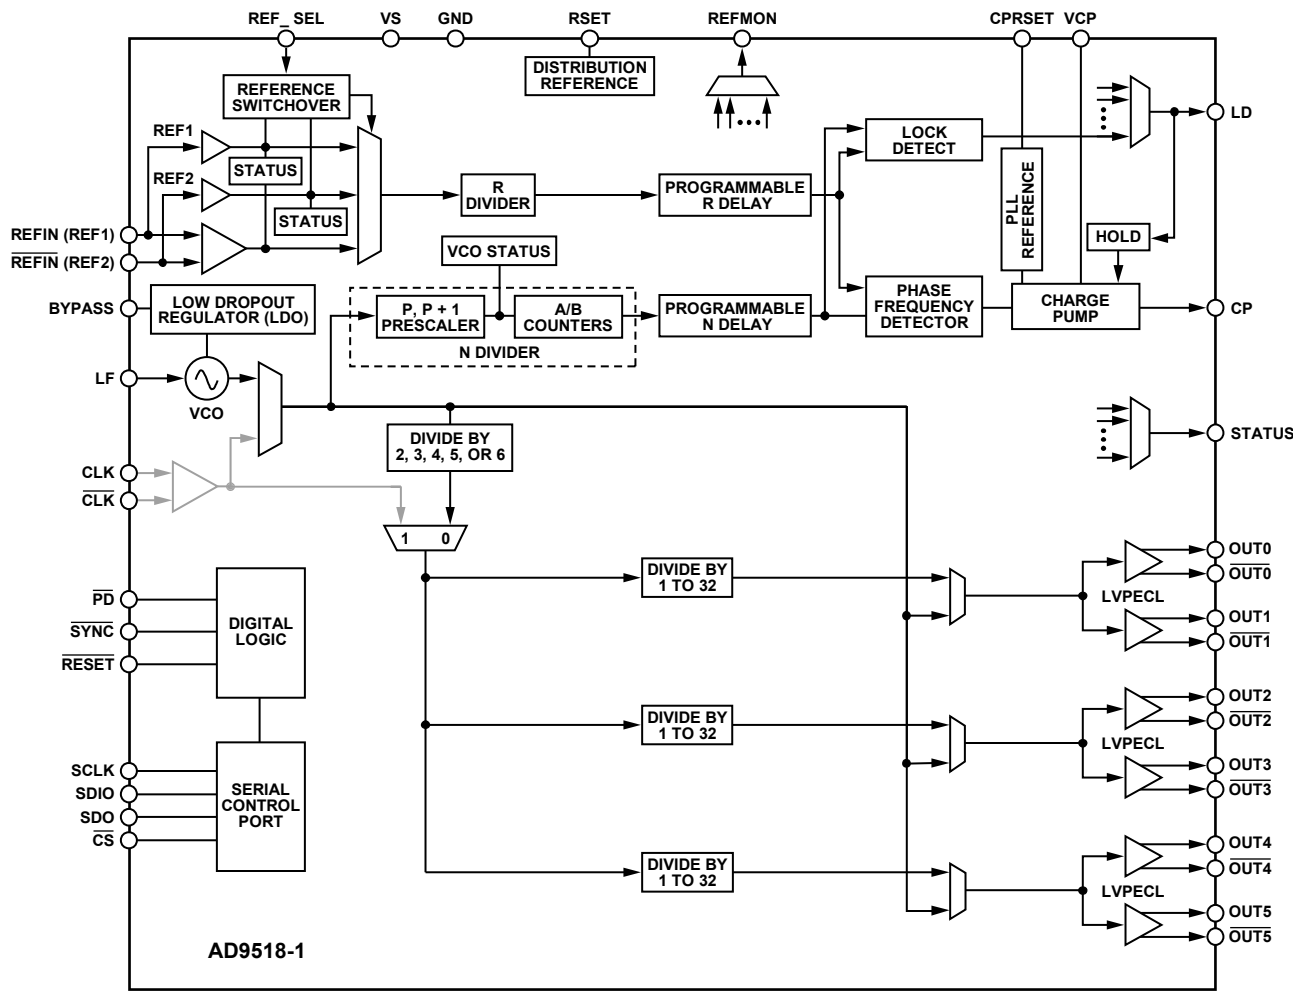 REF_SEL VS GND RSET REFMON CPRSET VCP
DISTRIBUTION
REFERENCE
REFERENCE
SWITCHOVER
REF1
STATUS
REF2
STATUS
REFIN (REF1)
REFIN (REF2)
BYPASS
LOW DROPOUT
REGULATOR (LDO)
LF
VCO
R
DIVIDER
PROGRAMMABLE
R DELAY
LOCK
DETECT
LD
PLL
REFERENCE
HOLD
VCO STATUS
P, P + 1
PRESCALER
A/B
COUNTERS
N DIVIDER
PROGRAMMABLE
N DELAY
PHASE
FREQUENCY
DETECTOR
CHARGE
PUMP
CP
STATUS
CLK
CLK
DIVIDE BY
2, 3, 4, 5, OR 6
1 0
PD
SYNC
RESET
DIGITAL
LOGIC
SCLK
SDIO
SDO
CS
SERIAL
CONTROL
PORT
DIVIDE BY
1 TO 32
LVPECL
OUT0
OUT0
OUT1
OUT1
DIVIDE BY
1 TO 32
LVPECL
OUT2
OUT2
OUT3
OUT3
DIVIDE BY
1 TO 32
LVPECL
OUT4
OUT4
OUT5
OUT5
AD9518-1